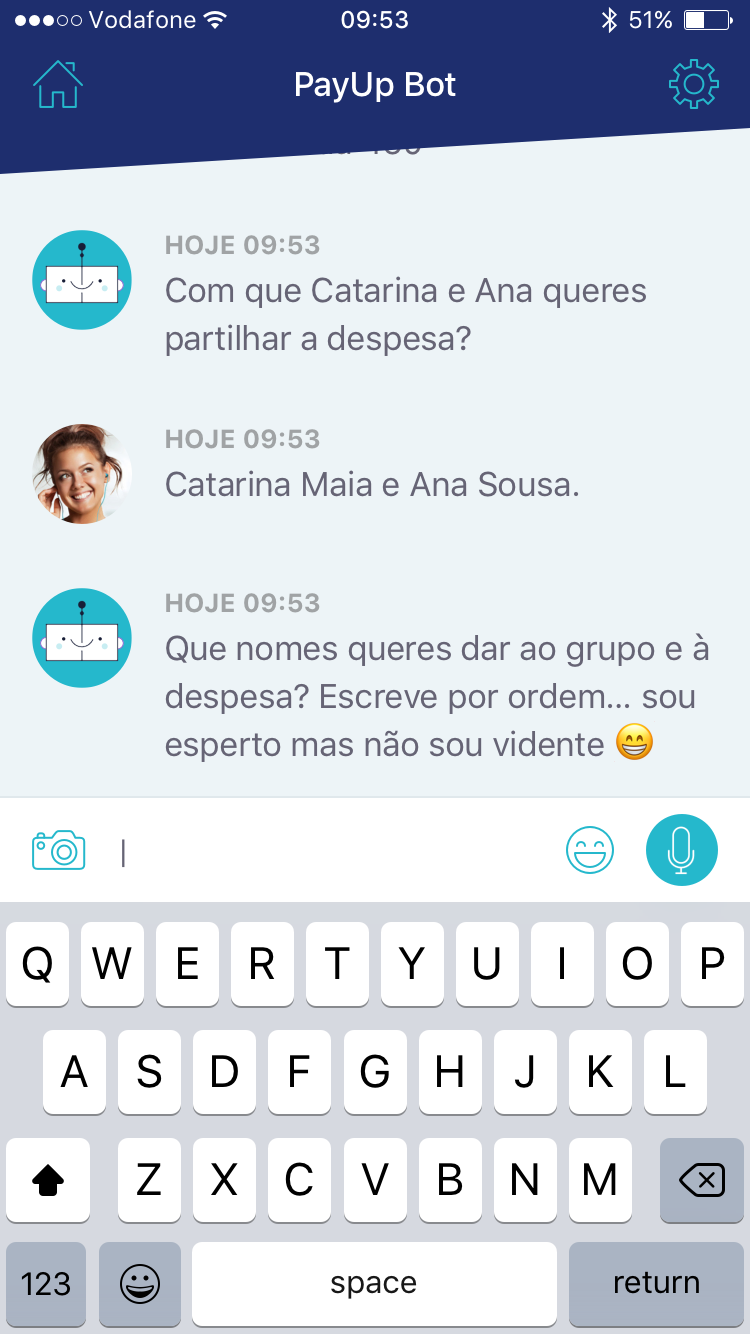 Vodafone 09:53 51%
PayUp Bot
HOJE 09:53
Com que Catarina e Ana queres
partilhar a despesa?
HOJE 09:53
Catarina Maia e Ana Sousa.
HOJE 09:53
Que nomes queres dar ao grupo e à
despesa? Escreve por ordem... sou
esperto mas não sou vidente 😁
Q W E R T Y U I O P
A S D F G H J K L
Z X C V B N M
123 space return